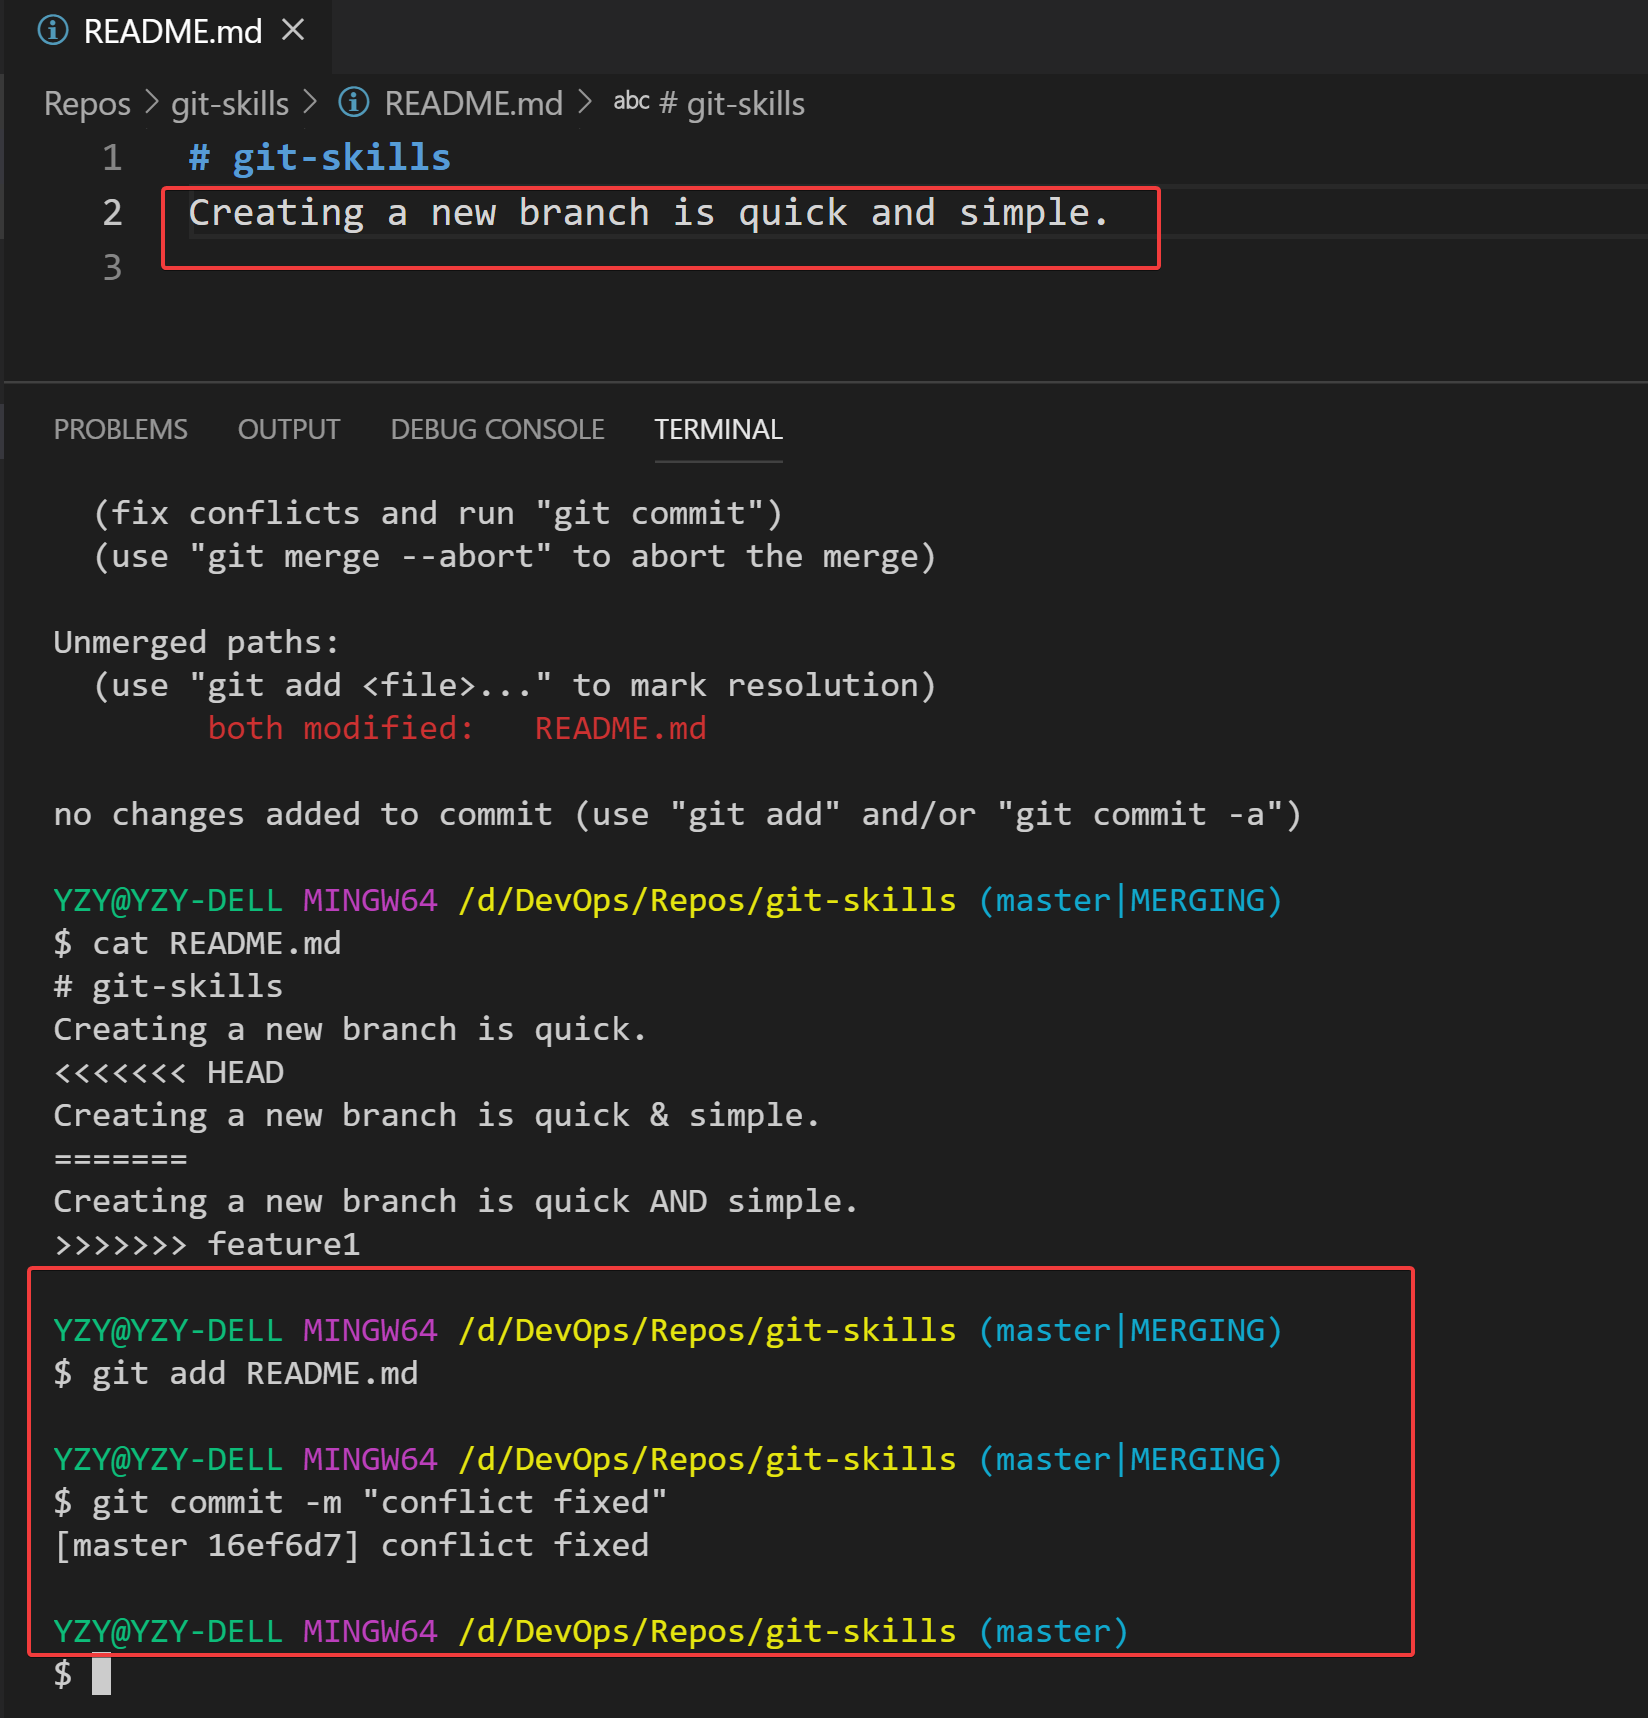 README.md
Repos > git-skills > README.md > abc # git-skills
1 # git-skills
2 Creating a new branch is quick and simple.
3
PROBLEMS OUTPUT DEBUG CONSOLE TERMINAL
(fix conflicts and run "git commit")
(use "git merge --abort" to abort the merge)
Unmerged paths:
(use "git add <file>..." to mark resolution)
both modified: README.md
no changes added to commit (use "git add" and/or "git commit -a")
YZY@YZY-DELL MINGW64 /d/DevOps/Repos/git-skills (master|MERGING)
$ cat README.md
# git-skills
Creating a new branch is quick.
<<<<<<< HEAD
Creating a new branch is quick & simple.
=======
Creating a new branch is quick AND simple.
>>>>>>> feature1
YZY@YZY-DELL MINGW64 /d/DevOps/Repos/git-skills (master|MERGING)
$ git add README.md
YZY@YZY-DELL MINGW64 /d/DevOps/Repos/git-skills (master|MERGING)
$ git commit -m "conflict fixed"
[master 16ef6d7] conflict fixed
YZY@YZY-DELL MINGW64 /d/DevOps/Repos/git-skills (master)
$